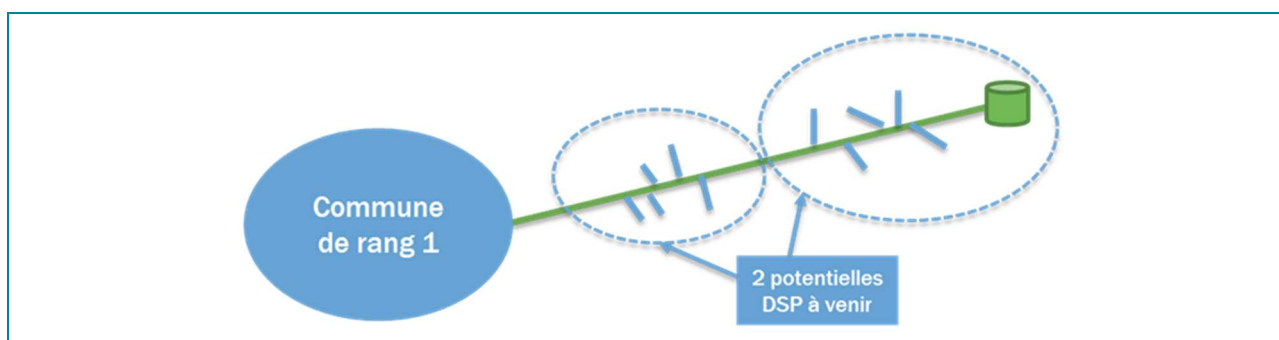 Commune
de rang 1
2 potentielles
DSP à venir